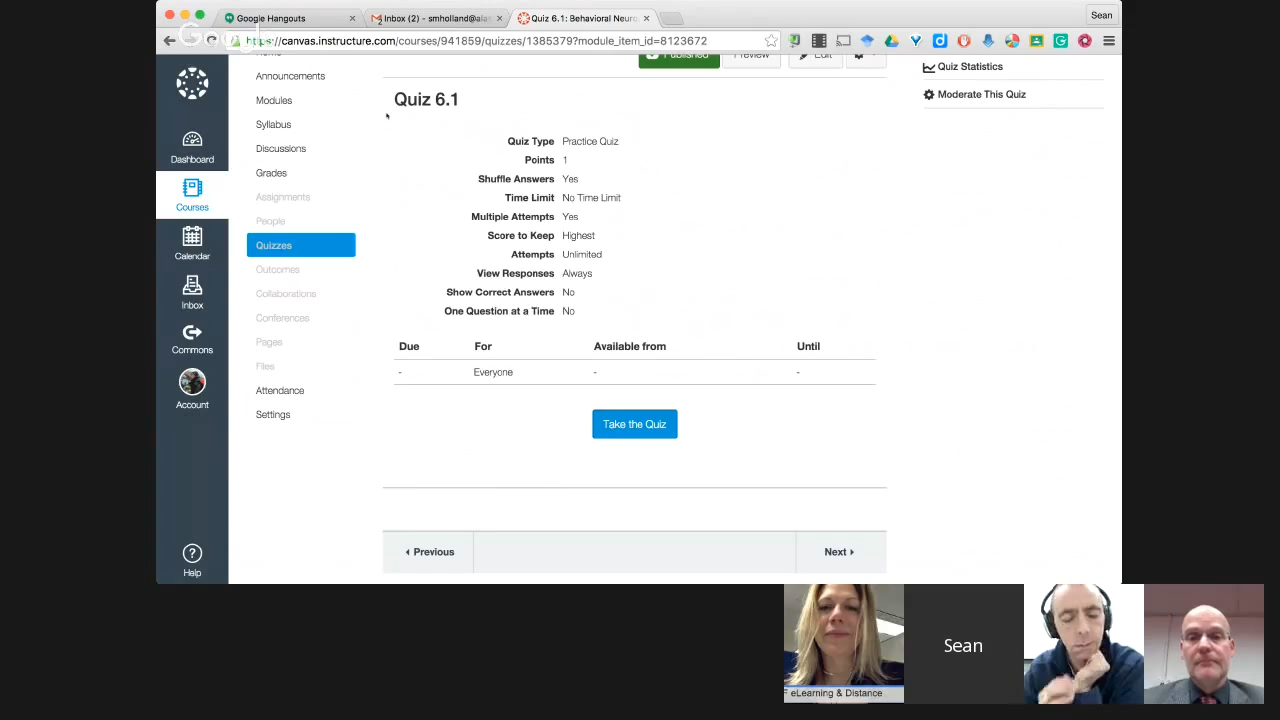 Google Hangouts
Inbox (2) - smholland@alas
Quiz 6.1: Behavioral Neuro
Sean
https://canvas.instructure.com/courses/941859/quizzes/1385379?module_item_id=8123672
Announcements
Modules
Syllabus
Discussions
Grades
Assignments
People
Quizzes
Outcomes
Collaborations
Conferences
Pages
Files
Attendance
Settings
Dashboard
Courses
Calendar
Inbox
Commons
Account
Help
Published
Preview
Edit
Quiz Statistics
Moderate This Quiz
Quiz 6.1
Quiz Type Practice Quiz
Points 1
Shuffle Answers Yes
Time Limit No Time Limit
Multiple Attempts Yes
Score to Keep Highest
Attempts Unlimited
View Responses Always
Show Correct Answers No
One Question at a Time No
Due For Available from Until
- Everyone - -
Take the Quiz
Previous
Next
Sean
F eLearning & Distance